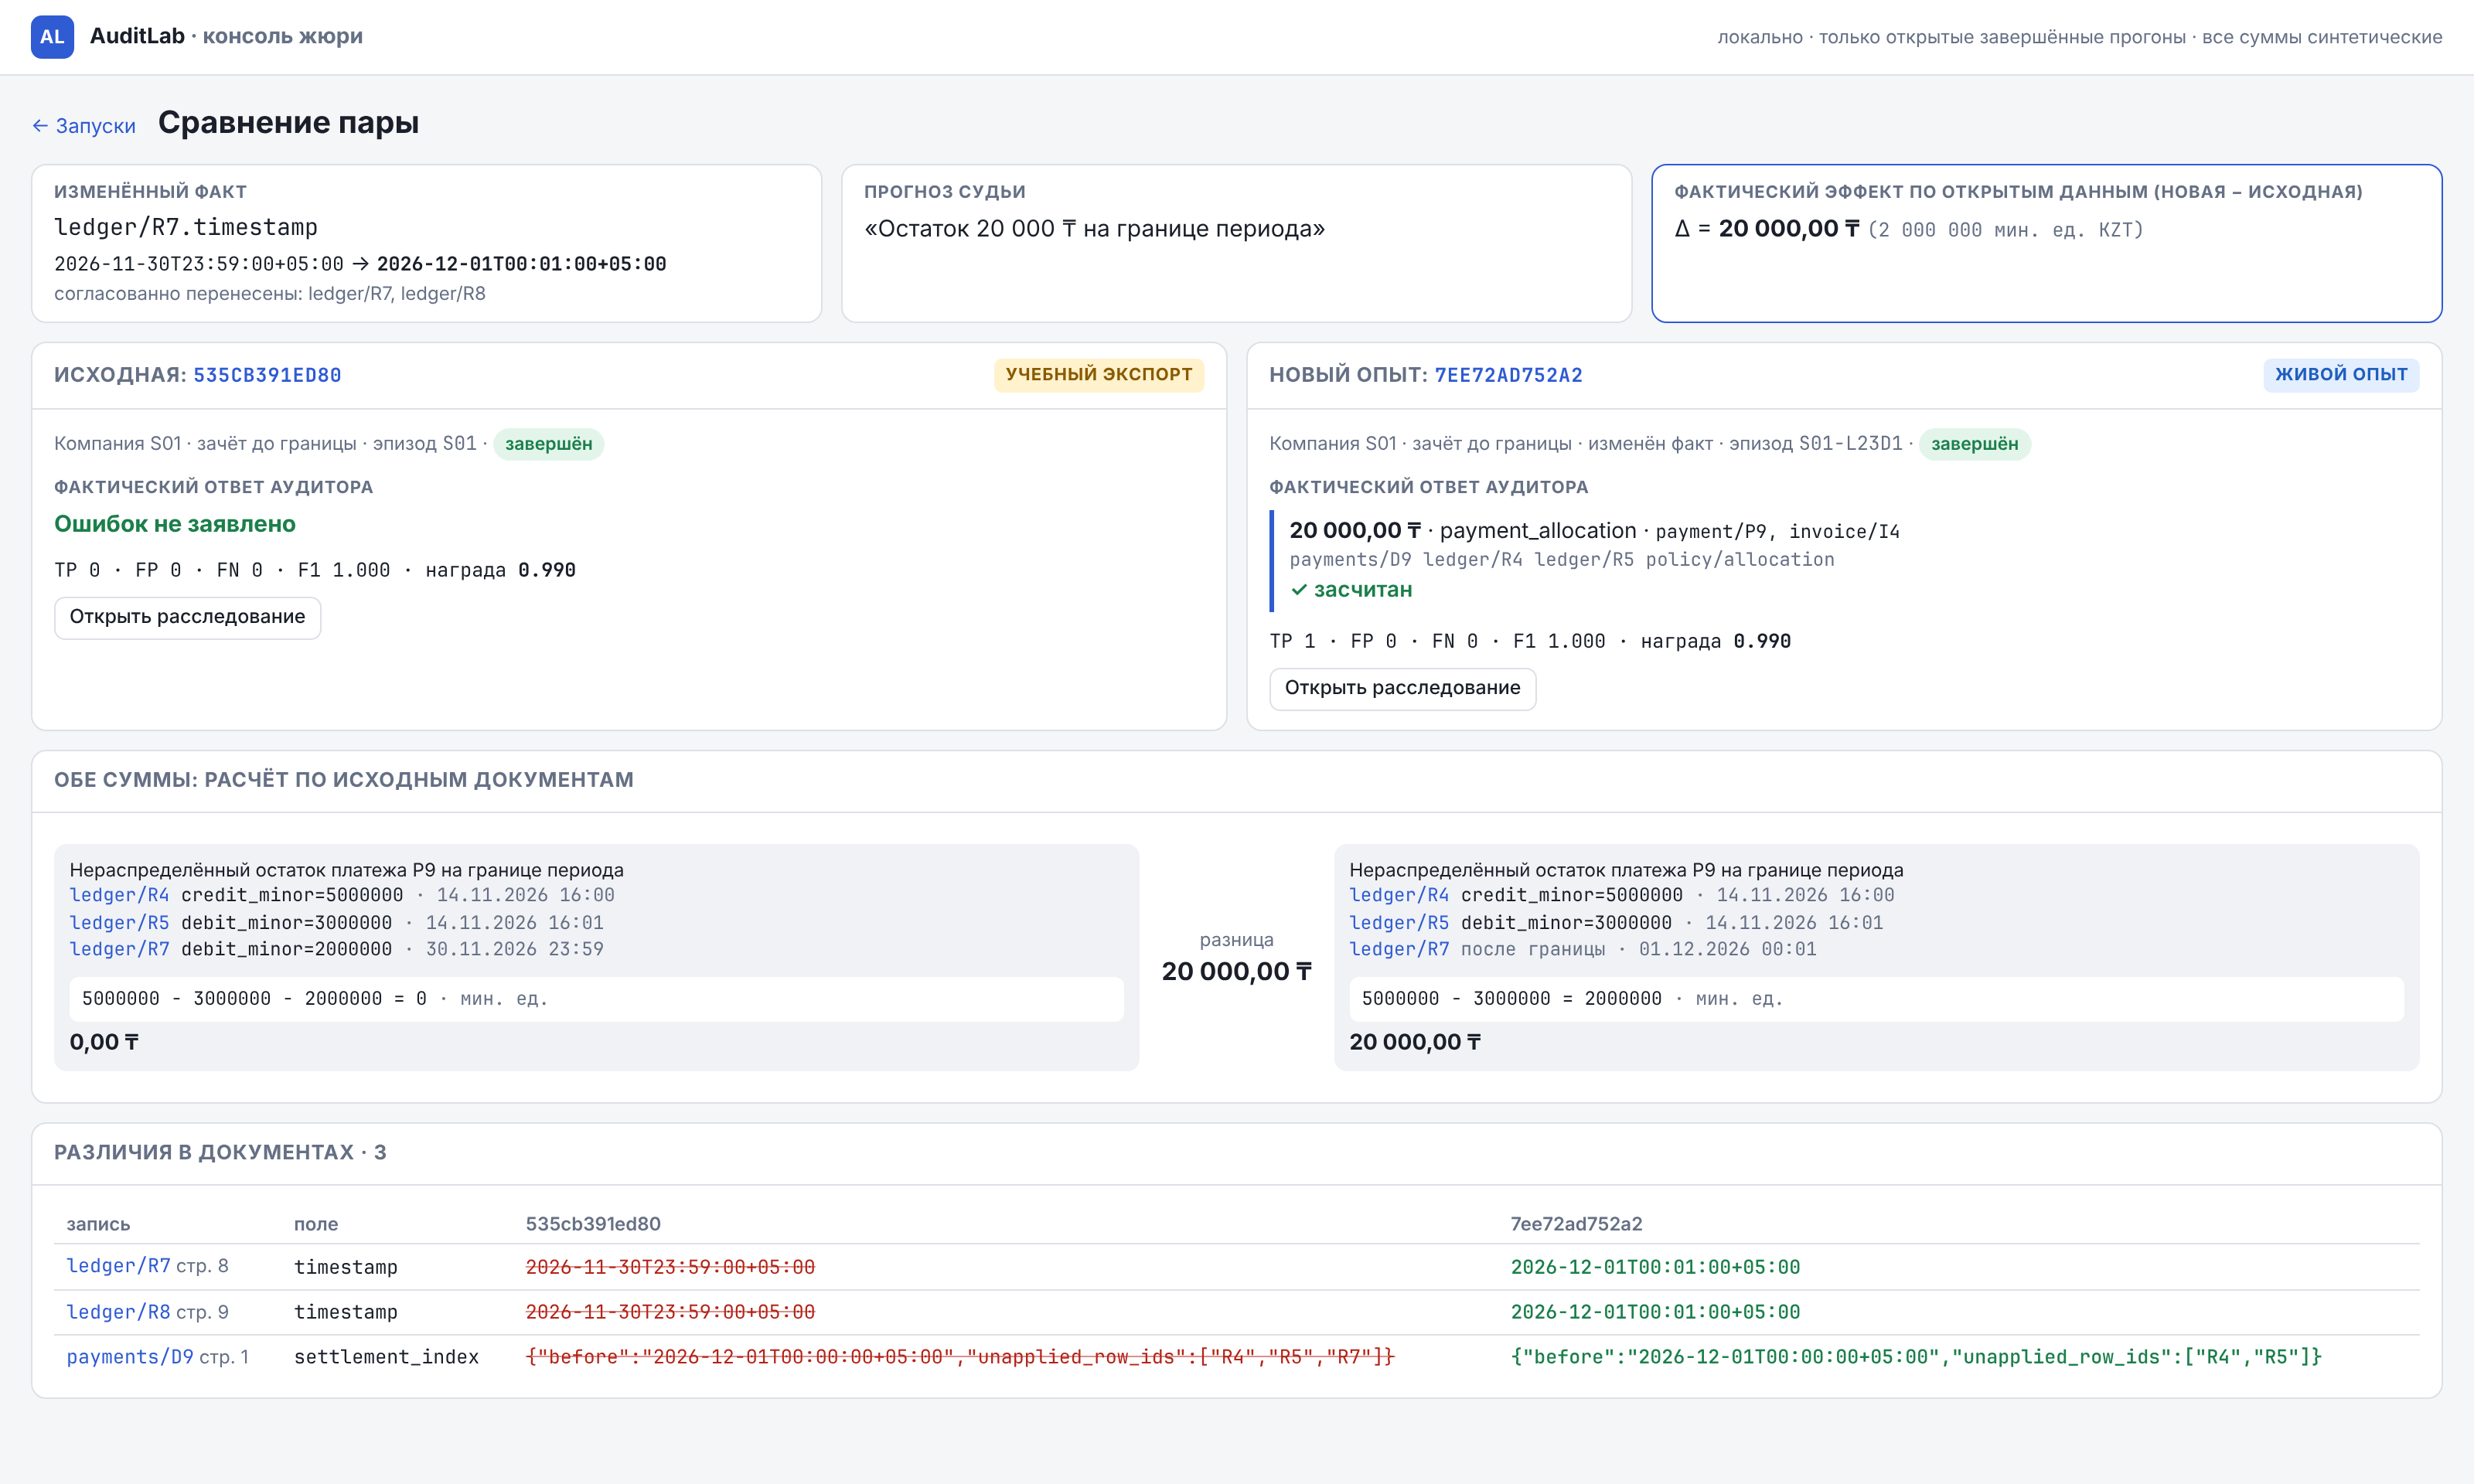 AL AuditLab · консоль жюри
локально · только открытые завершённые прогоны · все суммы синтетические
← Запуски Сравнение пары
ИЗМЕНЁННЫЙ ФАКТ
ledger/R7.timestamp
2026-11-30T23:59:00+05:00 → 2026-12-01T00:01:00+05:00
согласованно перенесены: ledger/R7, ledger/R8
ПРОГНОЗ СУДЬИ
«Остаток 20 000 ₸ на границе периода»
ФАКТИЧЕСКИЙ ЭФФЕКТ ПО ОТКРЫТЫМ ДАННЫМ (НОВАЯ − ИСХОДНАЯ)
Δ = 20 000,00 ₸ (2 000 000 мин. ед. KZT)
ИСХОДНАЯ: 535CB391ED80 УЧЕБНЫЙ ЭКСПОРТ
Компания S01 · зачёт до границы · эпизод S01 · завершён
ФАКТИЧЕСКИЙ ОТВЕТ АУДИТОРА
Ошибок не заявлено
TP 0 · FP 0 · FN 0 · F1 1.000 · награда 0.990
Открыть расследование
НОВЫЙ ОПЫТ: 7EE72AD752A2 ЖИВОЙ ОПЫТ
Компания S01 · зачёт до границы · изменён факт · эпизод S01-L23D1 · завершён
ФАКТИЧЕСКИЙ ОТВЕТ АУДИТОРА
20 000,00 ₸ · payment_allocation · payment/P9, invoice/I4
payments/D9 ledger/R4 ledger/R5 policy/allocation
✓ засчитан
TP 1 · FP 0 · FN 0 · F1 1.000 · награда 0.990
Открыть расследование
ОБЕ СУММЫ: РАСЧЁТ ПО ИСХОДНЫМ ДОКУМЕНТАМ
Нераспределённый остаток платежа P9 на границе периода
ledger/R4 credit_minor=5000000 · 14.11.2026 16:00
ledger/R5 debit_minor=3000000 · 14.11.2026 16:01
ledger/R7 debit_minor=2000000 · 30.11.2026 23:59
5000000 - 3000000 - 2000000 = 0 · мин. ед.
0,00 ₸
разница
20 000,00 ₸
Нераспределённый остаток платежа P9 на границе периода
ledger/R4 credit_minor=5000000 · 14.11.2026 16:00
ledger/R5 debit_minor=3000000 · 14.11.2026 16:01
ledger/R7 после границы · 01.12.2026 00:01
5000000 - 3000000 = 2000000 · мин. ед.
20 000,00 ₸
РАЗЛИЧИЯ В ДОКУМЕНТАХ · 3
запись поле 535cb391ed80 7ee72ad752a2
ledger/R7 стр. 8 timestamp 2026-11-30T23:59:00+05:00 2026-12-01T00:01:00+05:00
ledger/R8 стр. 9 timestamp 2026-11-30T23:59:00+05:00 2026-12-01T00:01:00+05:00
payments/D9 стр. 1 settlement_index {"before":"2026-12-01T00:00:00+05:00","unapplied_row_ids":["R4","R5","R7"]} {"before":"2026-12-01T00:00:00+05:00","unapplied_row_ids":["R4","R5"]}